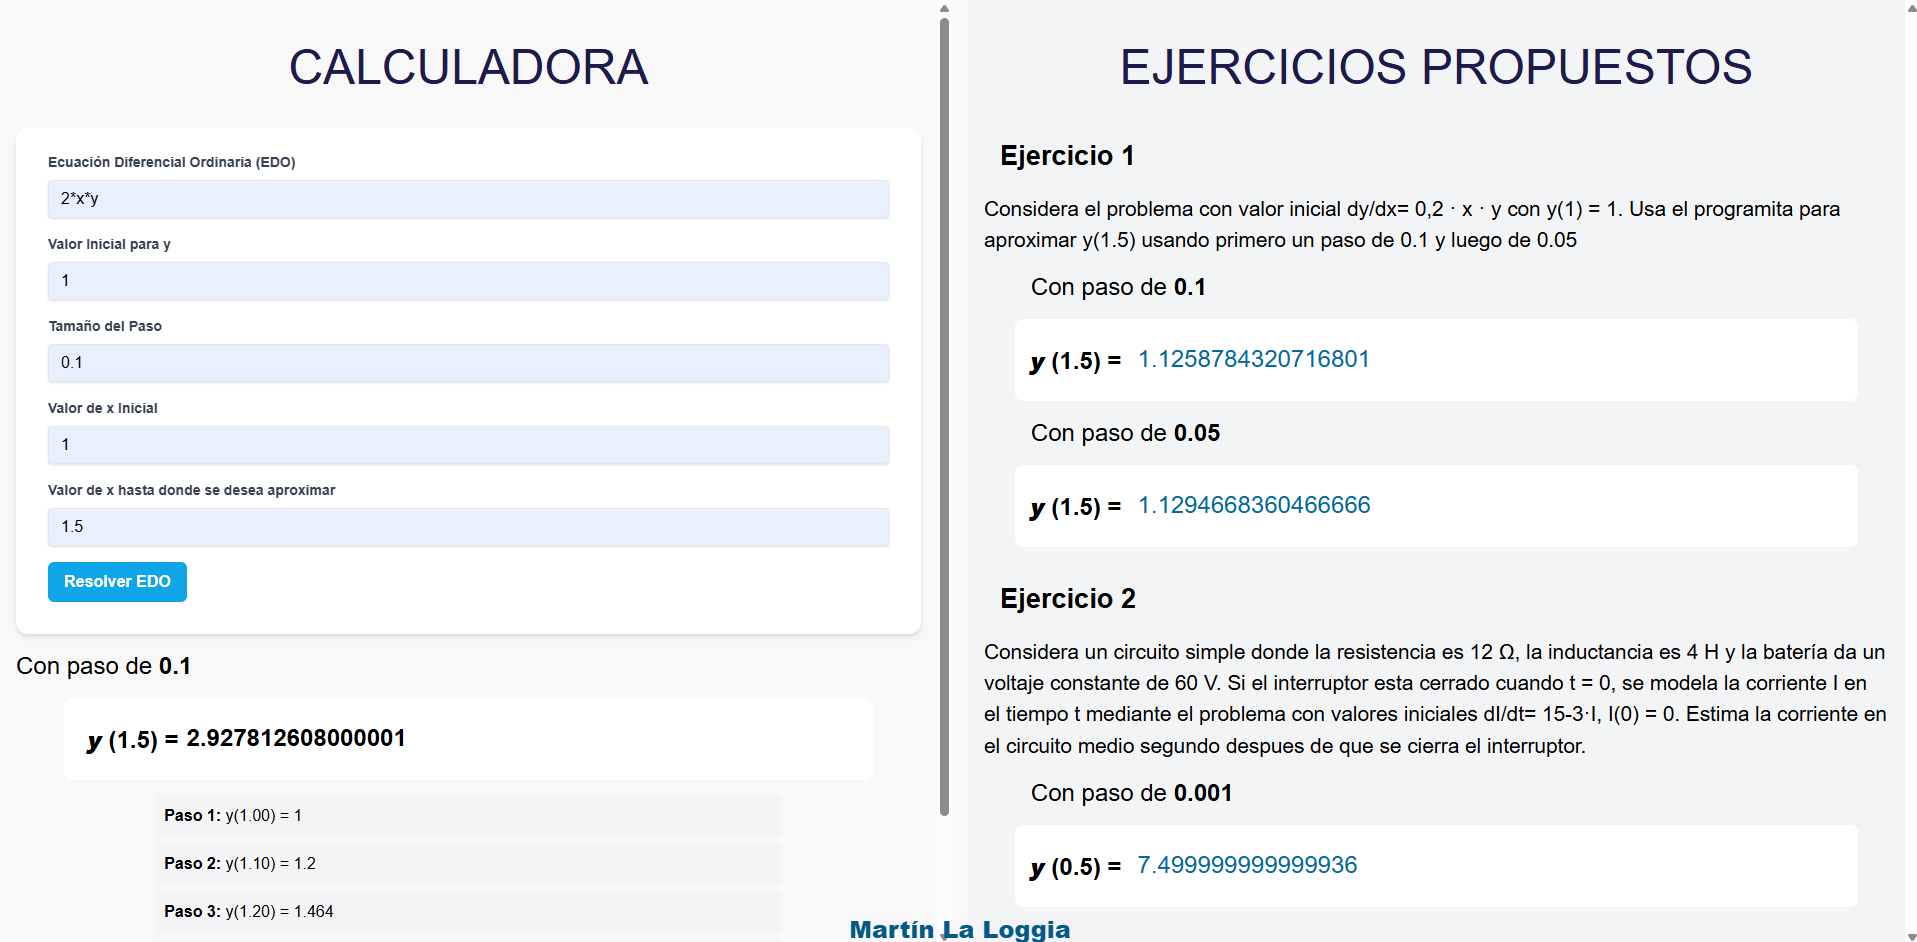 CALCULADORA
Ecuación Diferencial Ordinaria (EDO)
2*x*y
Valor Inicial para y
1
Tamaño del Paso
0.1
Valor de x Inicial
1
Valor de x hasta donde se desea aproximar
1.5
Resolver EDO
Con paso de 0.1
y (1.5) = 2.927812608000001
Paso 1: y(1.00) = 1
Paso 2: y(1.10) = 1.2
Paso 3: y(1.20) = 1.464
EJERCICIOS PROPUESTOS
Ejercicio 1
Considera el problema con valor inicial dy/dx= 0,2 · x · y con y(1) = 1. Usa el programita para
aproximar y(1.5) usando primero un paso de 0.1 y luego de 0.05
Con paso de 0.1
y (1.5) = 1.1258784320716801
Con paso de 0.05
y (1.5) = 1.1294668360466666
Ejercicio 2
Considera un circuito simple donde la resistencia es 12 Ω, la inductancia es 4 H y la batería da un
voltaje constante de 60 V. Si el interruptor esta cerrado cuando t = 0, se modela la corriente I en
el tiempo t mediante el problema con valores iniciales dI/dt= 15-3·I, I(0) = 0. Estima la corriente en
el circuito medio segundo despues de que se cierra el interruptor.
Con paso de 0.001
y (0.5) = 7.499999999999936
Martín La Loggia